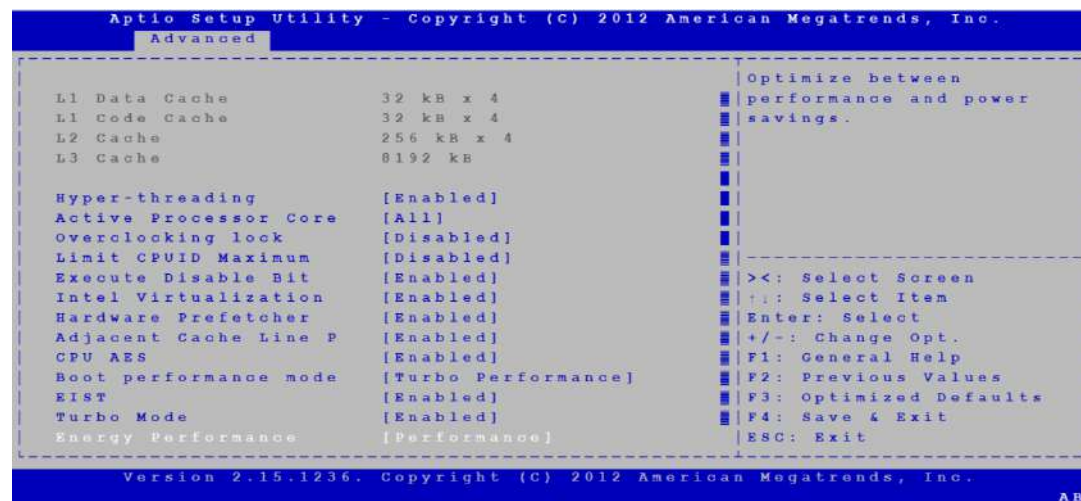 Aptio Setup Utility - Copyright (C) 2012 American Megatrends, Inc.
Advanced
L1 Data Cache 32 kB x 4
L1 Code Cache 32 kB x 4
L2 Cache 256 kB x 4
L3 Cache 8192 kB
Hyper-threading [Enabled]
Active Processor Core [All]
Overclocking lock [Disabled]
Limit CPUID Maximum [Disabled]
Execute Disable Bit [Enabled]
Intel Virtualization [Enabled]
Hardware Prefetcher [Enabled]
Adjacent Cache Line P [Enabled]
CPU AES [Enabled]
Boot performance mode [Turbo Performance]
EIST [Enabled]
Turbo Mode [Enabled]
Energy Performance [Performance]
Optimize between
performance and power
savings.
><: Select Screen
↑↓: Select Item
Enter: Select
+/-: Change Opt.
F1: General Help
F2: Previous Values
F3: Optimized Defaults
F4: Save & Exit
ESC: Exit
Version 2.15.1236. Copyright (C) 2012 American Megatrends, Inc.